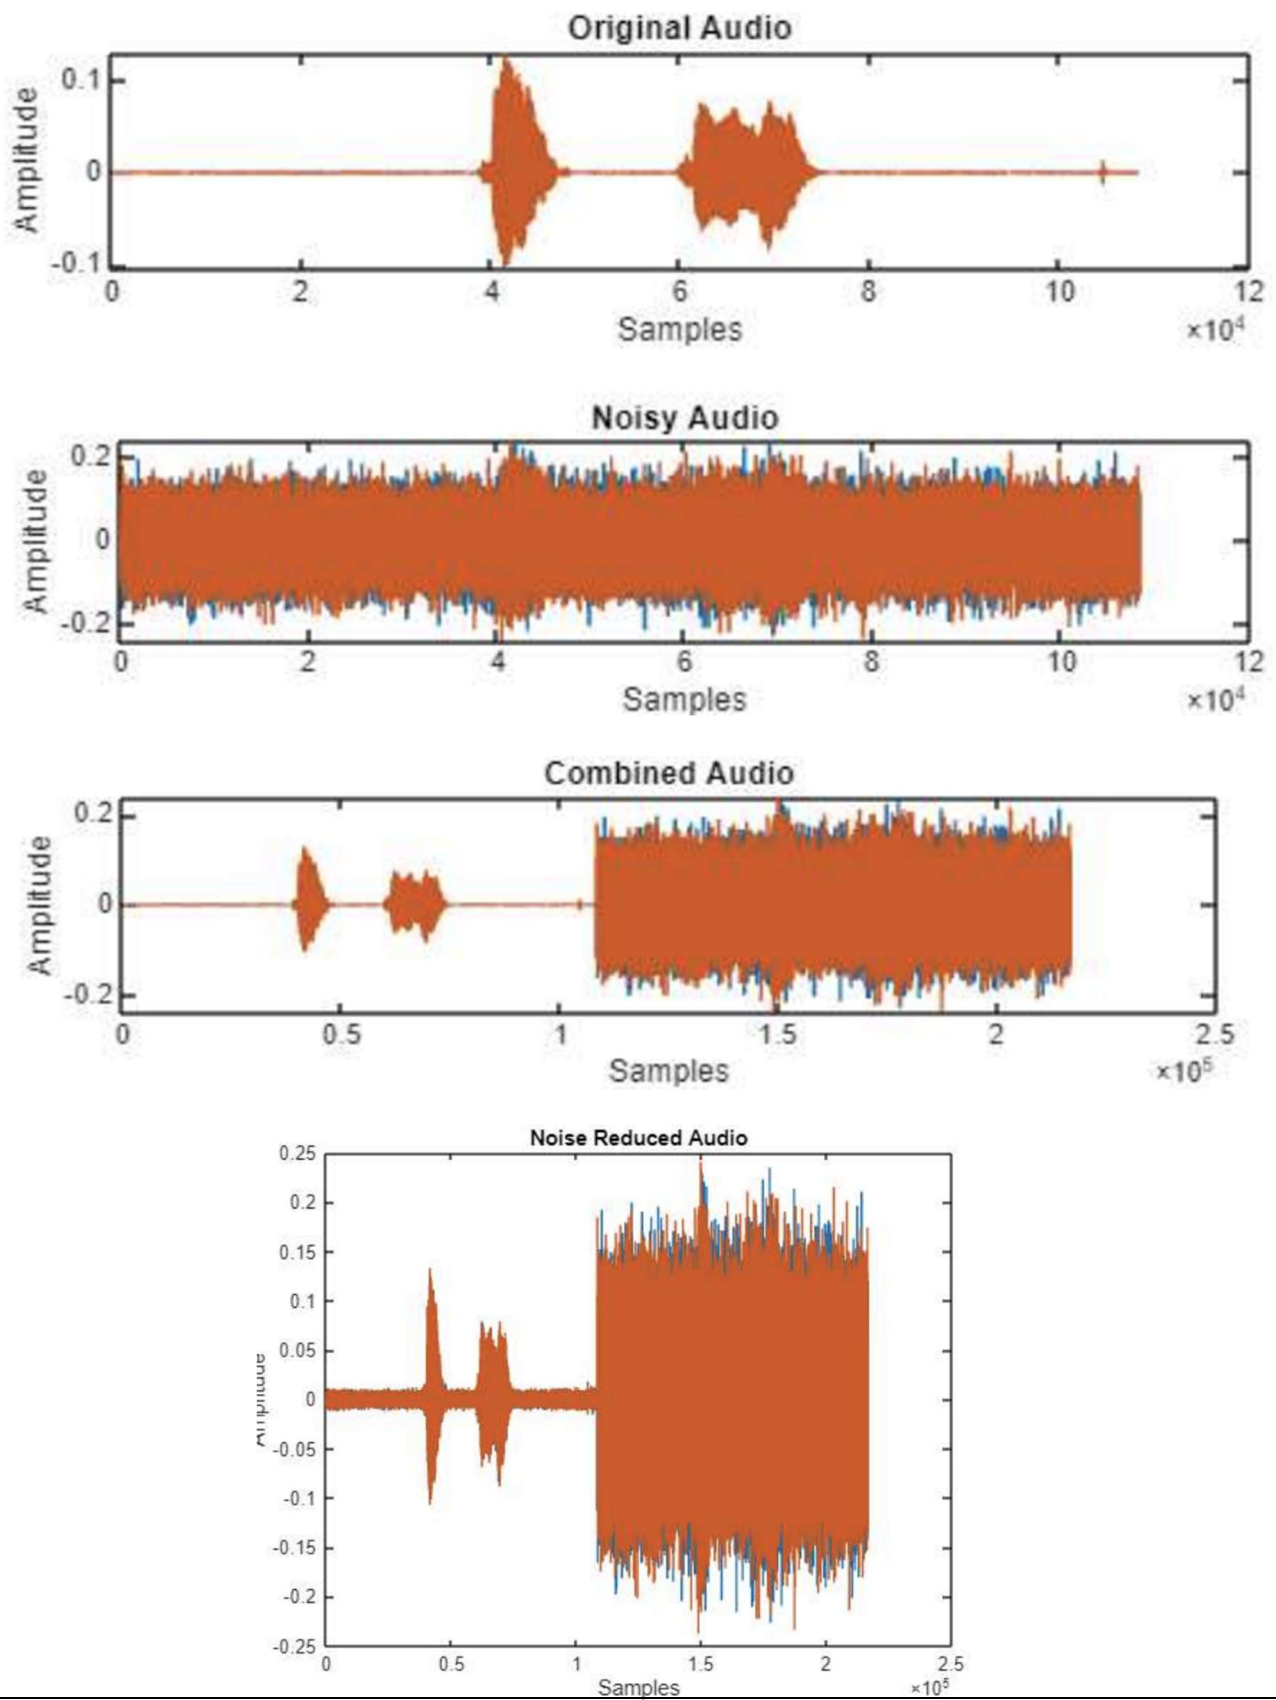 Original Audio
0.1
0
-0.1
Amplitude
0 2 4 6 8 10 12
Samples
×10⁴
Noisy Audio
0.2
0
-0.2
Amplitude
0 2 4 6 8 10 12
Samples
×10⁴
Combined Audio
0.2
0
-0.2
Amplitude
0 0.5 1 1.5 2 2.5
Samples
×10⁵
Noise Reduced Audio
0.25
0.2
0.15
0.1
0.05
0
-0.05
-0.1
-0.15
-0.2
-0.25
Amplitude
0 0.5 1 1.5 2 2.5
Samples
×10⁵